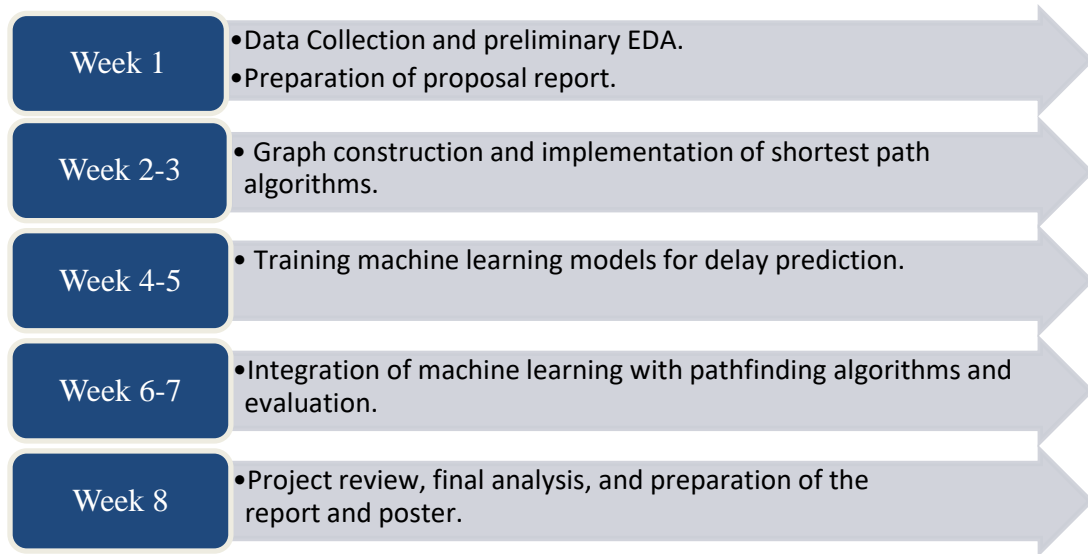 Week 1
•Data Collection and preliminary EDA.
•Preparation of proposal report.
Week 2-3
• Graph construction and implementation of shortest path
algorithms.
Week 4-5
• Training machine learning models for delay prediction.
Week 6-7
•Integration of machine learning with pathfinding algorithms and
evaluation.
Week 8
•Project review, final analysis, and preparation of the
report and poster.